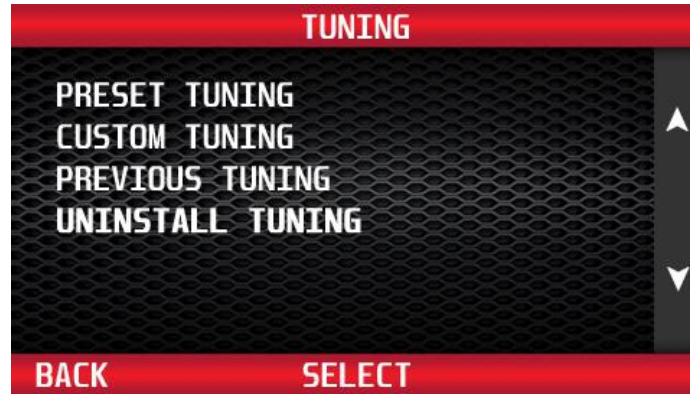 TUNING
PRESET TUNING
CUSTOM TUNING
PREVIOUS TUNING
UNINSTALL TUNING
BACK SELECT